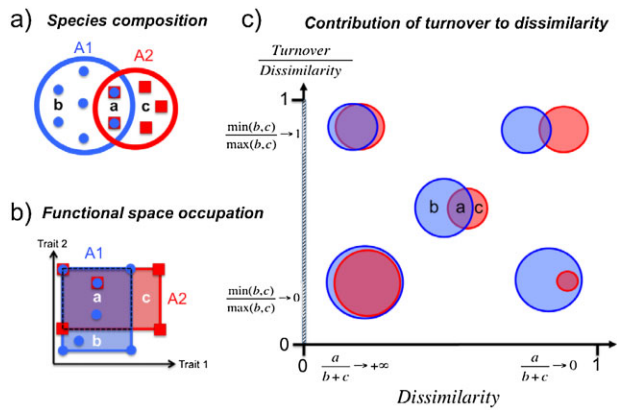 a) Species composition
A1
A2
b
a
c
b) Functional space occupation
Trait 2
A1
a
c
A2
b
Trait 1
c) Contribution of turnover to dissimilarity
Turnover
Dissimilarity
1
min(b,c)
max(b,c) → 1
b a c
min(b,c)
max(b,c) → 0
0
0
a
b + c → +∞
a
b + c → 0
1
Dissimilarity